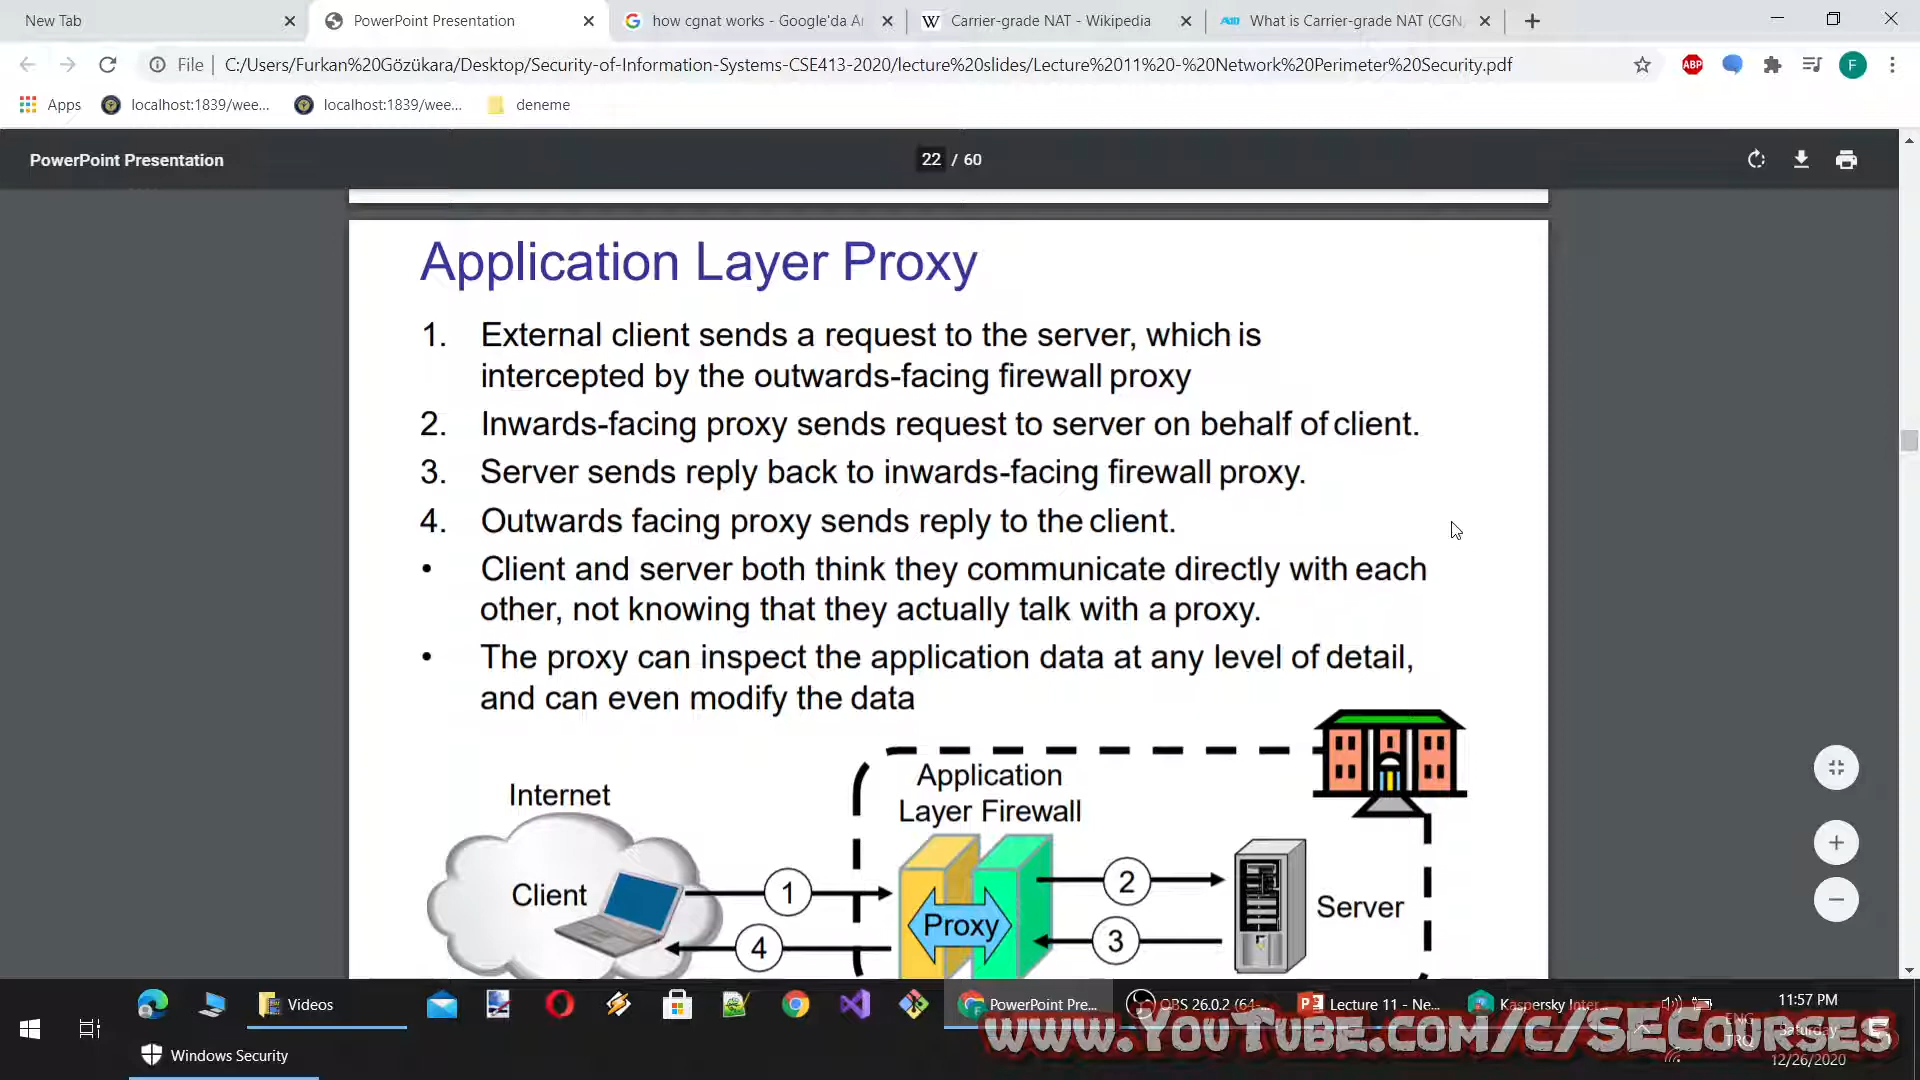 New Tab
PowerPoint Presentation
how cgnat works - Google'da Ar
Carrier-grade NAT - Wikipedia
What is Carrier-grade NAT (CGN,
File
C:/Users/Furkan%20Gözükara/Desktop/Security-of-Information-Systems-CSE413-2020/lecture%20slides/Lecture%2011%20-%20Network%20Perimeter%20Security.pdf
ABP
F
Apps
localhost:1839/wee...
localhost:1839/wee...
deneme
PowerPoint Presentation
22 / 60
Application Layer Proxy
1. External client sends a request to the server, which is
intercepted by the outwards-facing firewall proxy
2. Inwards-facing proxy sends request to server on behalf of client.
3. Server sends reply back to inwards-facing firewall proxy.
4. Outwards facing proxy sends reply to the client.
• Client and server both think they communicate directly with each
other, not knowing that they actually talk with a proxy.
• The proxy can inspect the application data at any level of detail,
and can even modify the data
Internet
Application
Layer Firewall
Client
1
2
Proxy
Server
4
3
Videos
PowerPoint Pre...
OBS 26.0.2 (64-...
Lecture 11 - Ne...
Kaspersky Inter...
11:57 PM
ENG
Saturday
TRQ
12/26/2020
www.YouTube.com/c/SECourses
Windows Security